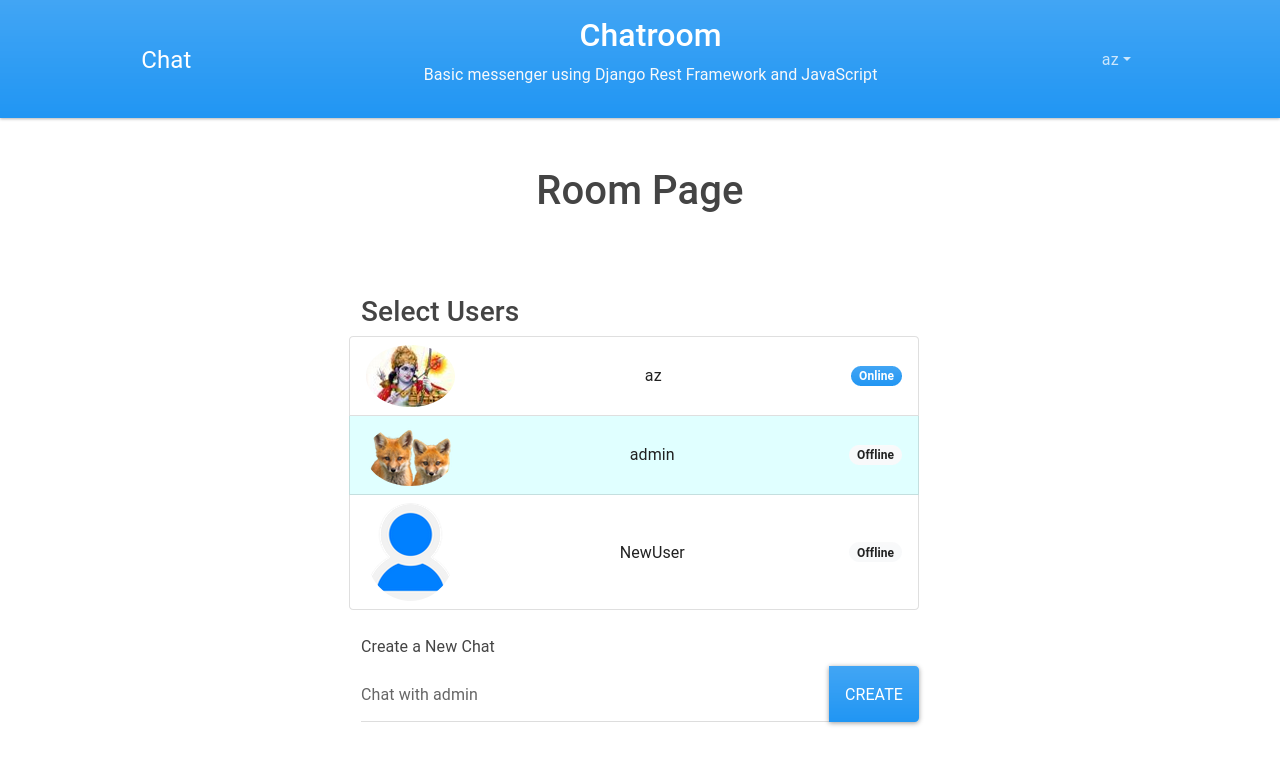 Chat
Chatroom
Basic messenger using Django Rest Framework and JavaScript
az
Room Page
Select Users
az
Online
admin
Offline
NewUser
Offline
Create a New Chat
Chat with admin
CREATE